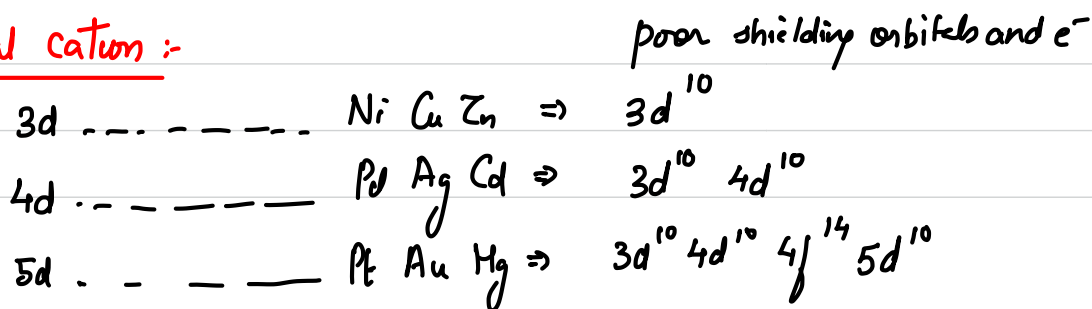 cation :-
poor shielding orbitels and e⁻
3d ---------- Ni Cu Zn ⇒ 3d¹⁰
4d ---------- Pd Ag Cd ⇒ 3d¹⁰ 4d¹⁰
5d ---------- Pt Au Hg ⇒ 3d¹⁰ 4d¹⁰ 4f¹⁴ 5d¹⁰